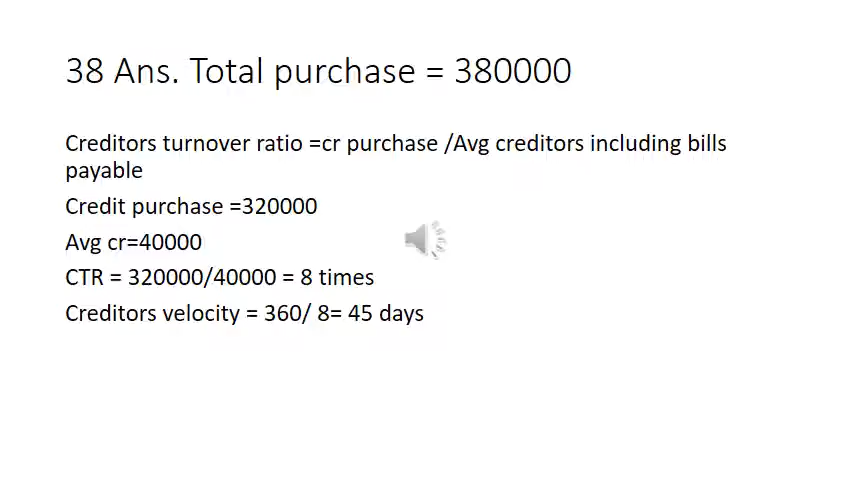 38 Ans. Total purchase = 380000
Creditors turnover ratio =cr purchase /Avg creditors including bills
payable
Credit purchase =320000
Avg cr=40000
CTR = 320000/40000 = 8 times
Creditors velocity = 360/ 8= 45 days